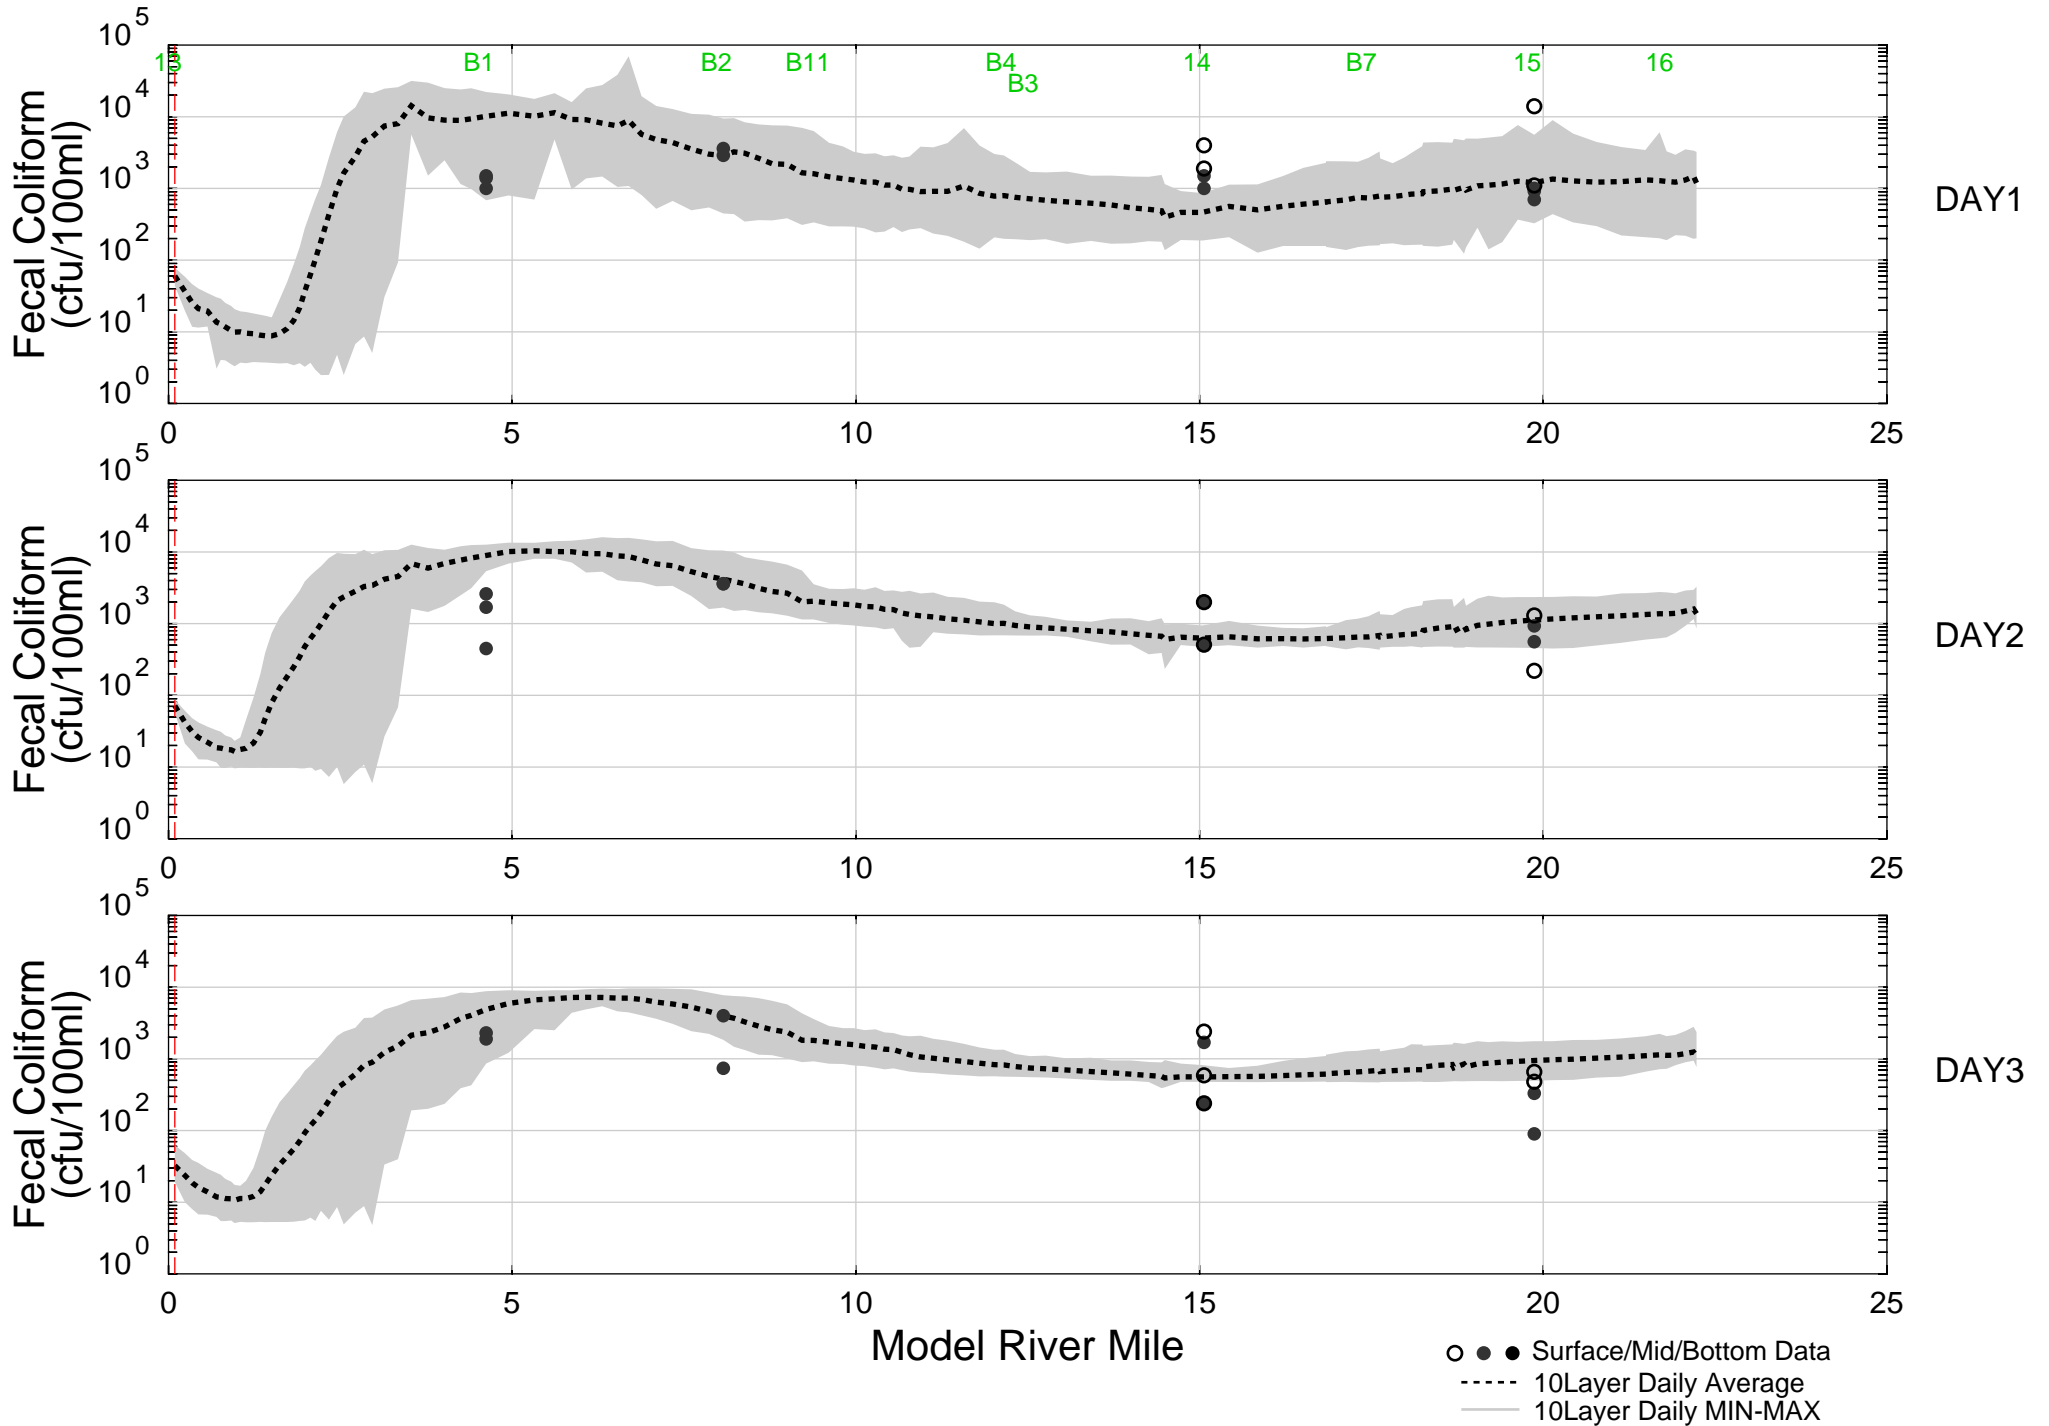 10^5
13 B1 B2 B11 B4 14 B7 15 16
B3
10^4
10^3
10^2
10^1
10^0
Fecal Coliform
(cfu/100ml)
DAY1
0 5 10 15 20 25
10^5
10^4
10^3
10^2
10^1
10^0
Fecal Coliform
(cfu/100ml)
DAY2
0 5 10 15 20 25
10^5
10^4
10^3
10^2
10^1
10^0
Fecal Coliform
(cfu/100ml)
DAY3
0 5 10 15 20 25
Model River Mile
Surface/Mid/Bottom Data
10Layer Daily Average
10Layer Daily MIN-MAX